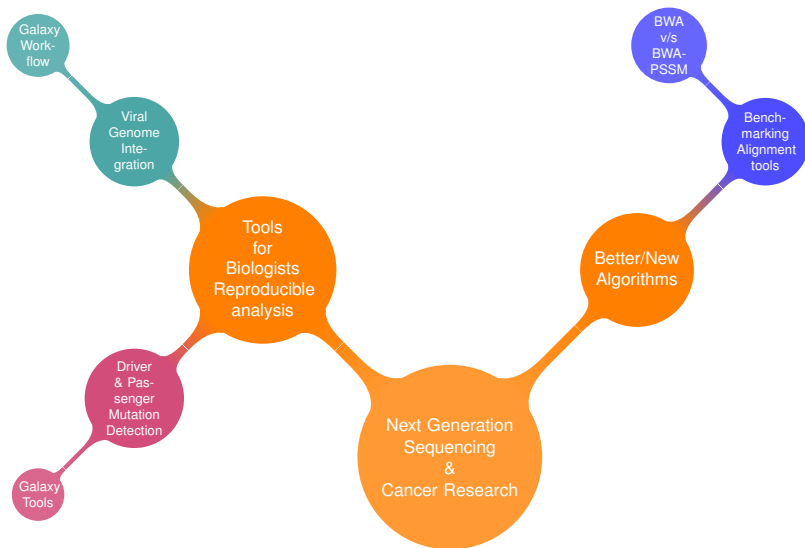 Galaxy
Work-
flow
Viral
Genome
Inte-
gration
Tools
for
Biologists
Reproducible
analysis
Driver
& Pas-
senger
Mutation
Detection
Galaxy
Tools
Next Generation
Sequencing
&
Cancer Research
Better/New
Algorithms
Bench-
marking
Alignment
tools
BWA
v/s
BWA-
PSSM